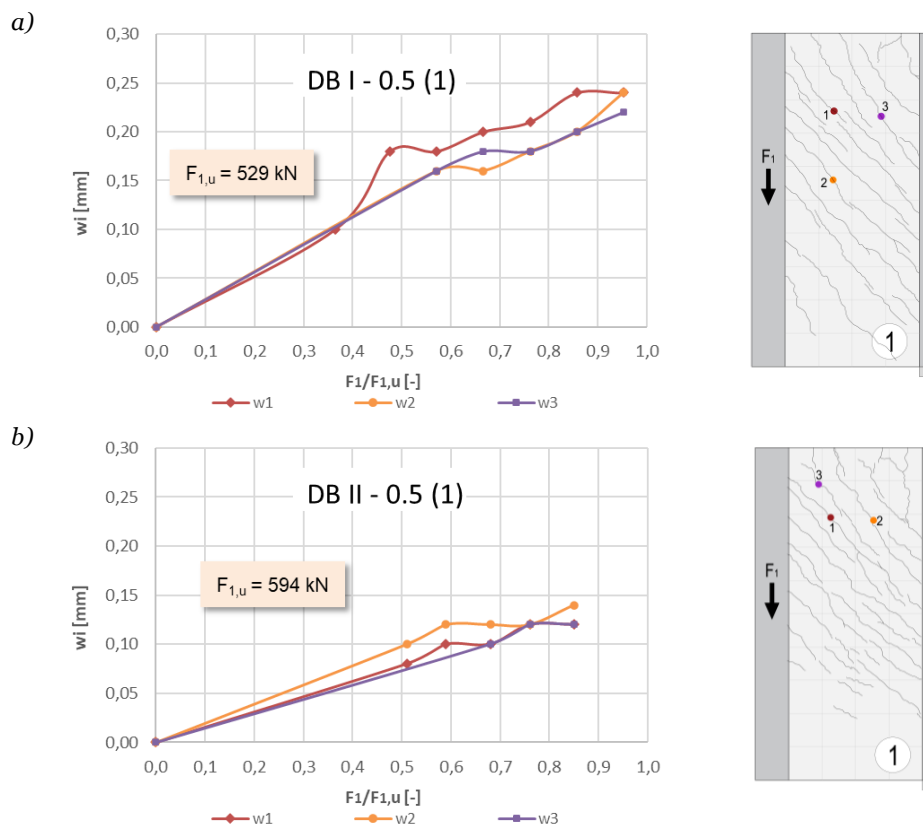 a)
0,30
0,25
0,20
0,15
0,10
0,05
0,00
wi [mm]
DB I - 0.5 (1)
F1,u = 529 kN
0,0 0,1 0,2 0,3 0,4 0,5 0,6 0,7 0,8 0,9 1,0
F1/F1,u [-]
w1 w2 w3
F1
1
3
2
1
b)
0,30
0,25
0,20
0,15
0,10
0,05
0,00
wi [mm]
DB II - 0.5 (1)
F1,u = 594 kN
0,0 0,1 0,2 0,3 0,4 0,5 0,6 0,7 0,8 0,9 1,0
F1/F1,u [-]
w1 w2 w3
F1
3
1
2
1